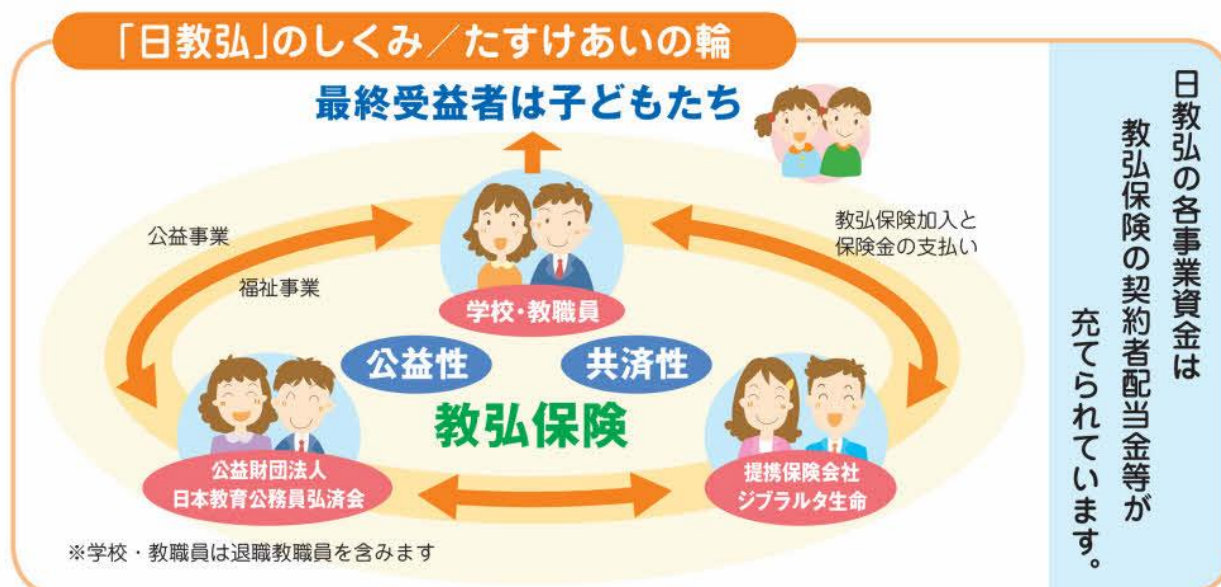 「日教弘」のしくみ／たすけあいの輪
最終受益者は子どもたち
公益事業
福祉事業
教弘保険加入と
保険金の支払い
学校・教職員
公益性
共済性
教弘保険
公益財団法人
日本教育公務員弘済会
提携保険会社
ジブラルタ生命
※学校・教職員は退職教職員を含みます
日教弘の各事業資金は
教弘保険の契約者配当金等が
充てられています。